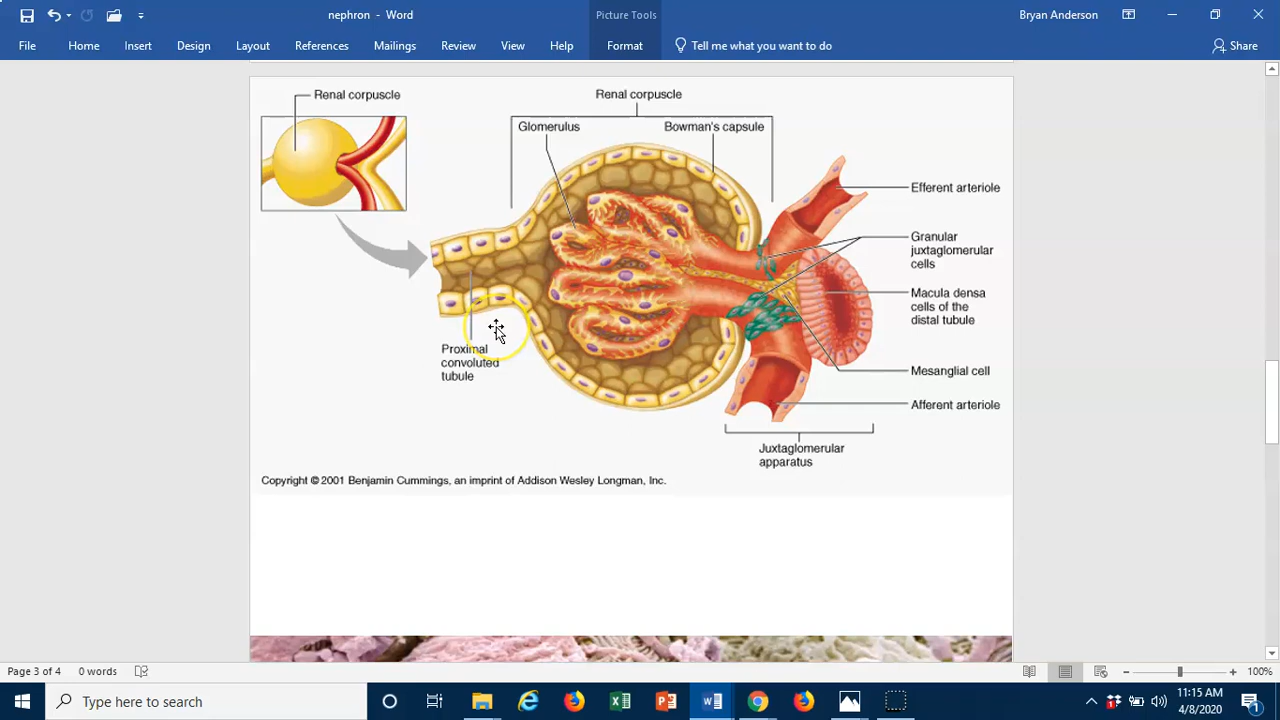 nephron - Word
Picture Tools
Bryan Anderson
File Home Insert Design Layout References Mailings Review View Help Format Tell me what you want to do Share
Renal corpuscle
Renal corpuscle
Glomerulus
Bowman's capsule
Efferent arteriole
Granular
juxtaglomerular
cells
Macula densa
cells of the
distal tubule
Proximal
convoluted
tubule
Mesanglial cell
Afferent arteriole
Juxtaglomerular
apparatus
Copyright © 2001 Benjamin Cummings, an imprint of Addison Wesley Longman, Inc.
Page 3 of 4 0 words
100%
Type here to search
11:15 AM
4/8/2020